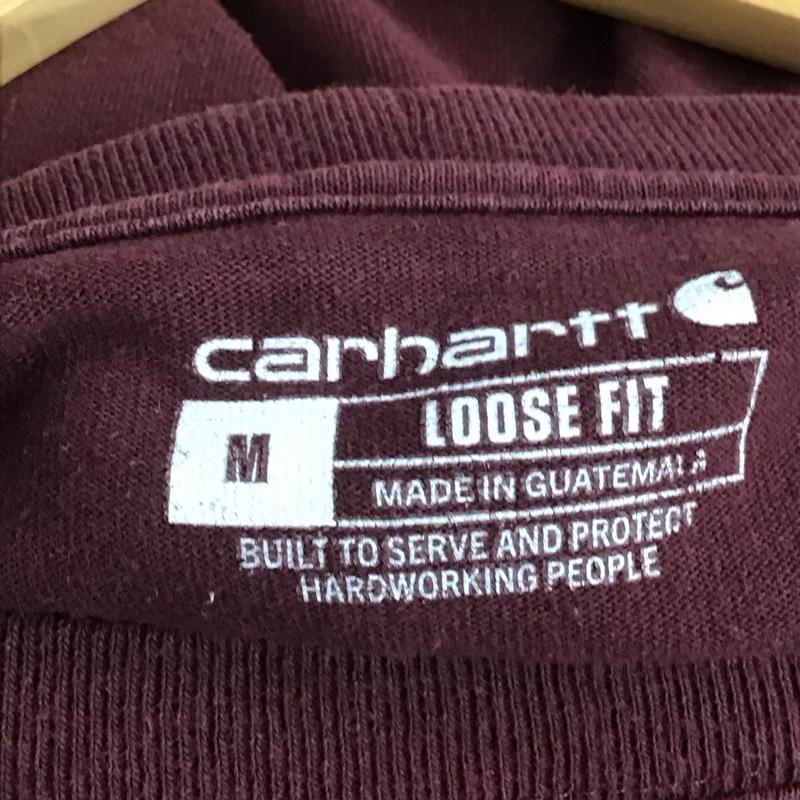 carhartt
M
LOOSE FIT
MADE IN GUATEMALA
BUILT TO SERVE AND PROTECT
HARDWORKING PEOPLE